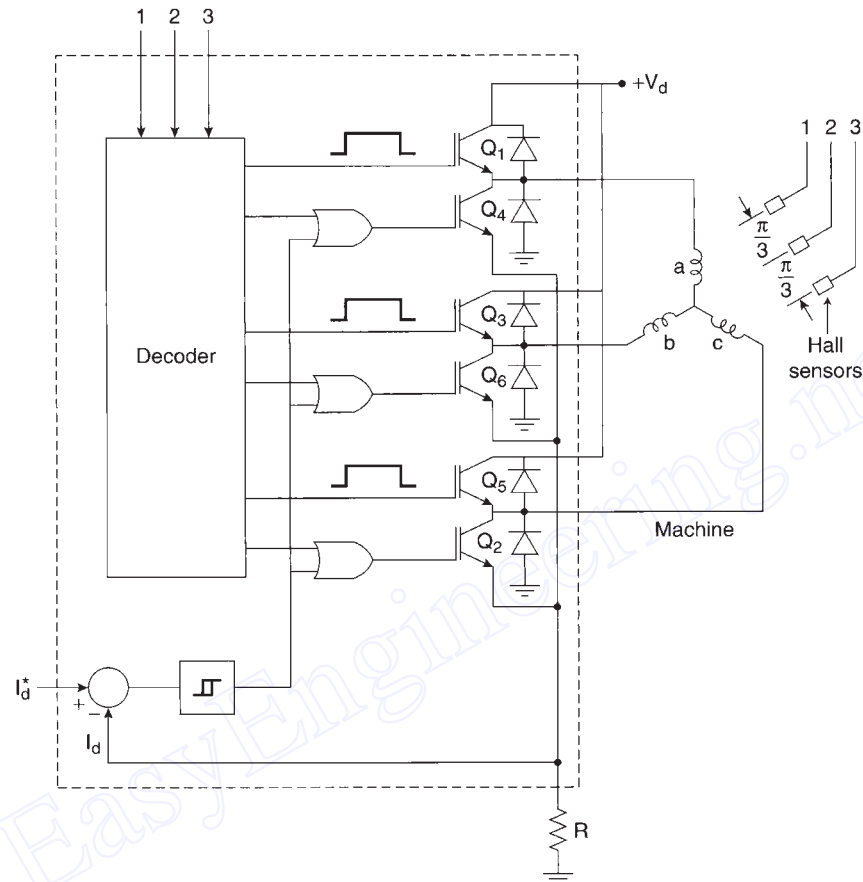 1 2 3
+V_d
Q_1
1 2 3
Q_4
π/3
π/3
a
Q_3
Hall
sensors
Decoder
b
c
Q_6
Q_5
Machine
Q_2
I_d^*
+
−
I_d
R
EasyEngineering.n